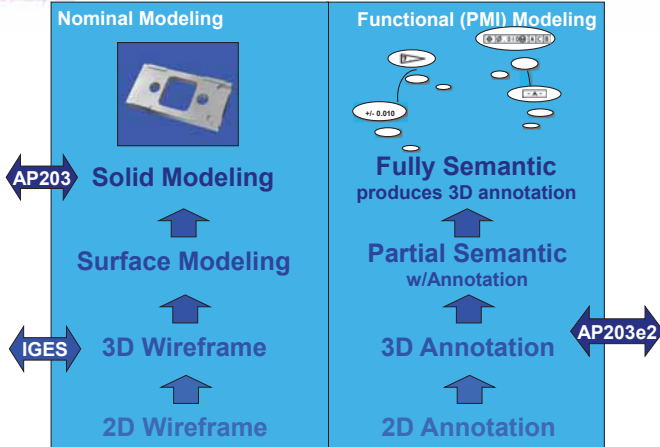 Nominal Modeling
AP203
Solid Modeling
Surface Modeling
IGES
3D Wireframe
2D Wireframe
Functional (PMI) Modeling
+/- 0.010
- A -
Fully Semantic
produces 3D annotation
Partial Semantic
w/Annotation
3D Annotation
AP203e2
2D Annotation